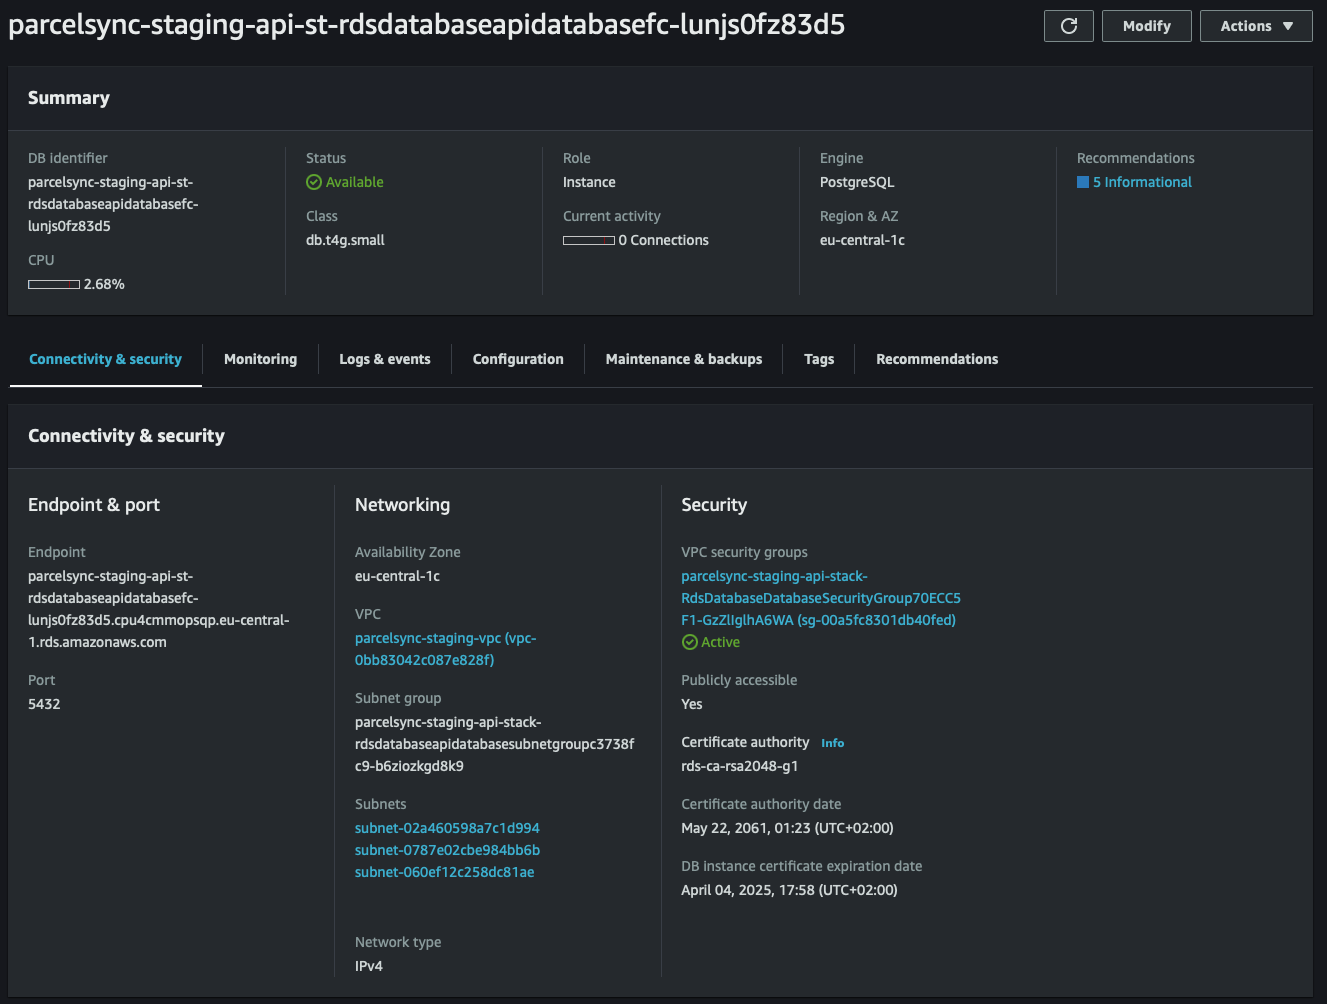 parcelsync-staging-api-st-rdsdatabaseapidatabasefc-lunjs0fz83d5
Modify
Actions
Summary
DB identifier
parcelsync-staging-api-st-
rdsdatabaseapidatabasefc-
lunjs0fz83d5
CPU
2.68%
Status
Available
Class
db.t4g.small
Role
Instance
Current activity
0 Connections
Engine
PostgreSQL
Region & AZ
eu-central-1c
Recommendations
5 Informational
Connectivity & security
Monitoring
Logs & events
Configuration
Maintenance & backups
Tags
Recommendations
Connectivity & security
Endpoint & port
Endpoint
parcelsync-staging-api-st-
rdsdatabaseapidatabasefc-
lunjs0fz83d5.cpu4cmmopsqp.eu-central-
1.rds.amazonaws.com
Port
5432
Networking
Availability Zone
eu-central-1c
VPC
parcelsync-staging-vpc (vpc-
0bb83042c087e828f)
Subnet group
parcelsync-staging-api-stack-
rdsdatabaseapidatabasesubnetgroupc3738f
fc9-b6ziozkgd8k9
Subnets
subnet-02a460598a7c1d994
subnet-0787e02cbe984bb6b
subnet-060ef12c258dc81ae
Network type
IPv4
Security
VPC security groups
parcelsync-staging-api-stack-
RdsDatabaseDatabaseSecurityGroup70ECC5
F1-GzZlIglhA6WA (sg-00a5fc8301db40fed)
Active
Publicly accessible
Yes
Certificate authority Info
rds-ca-rsa2048-g1
Certificate authority date
May 22, 2061, 01:23 (UTC+02:00)
DB instance certificate expiration date
April 04, 2025, 17:58 (UTC+02:00)